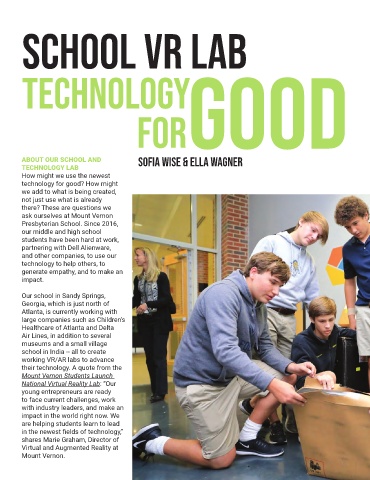 SCHOOL VR LAB
TECHNOLOGY
FOR GOOD
SOFIA WISE & ELLA WAGNER
ABOUT OUR SCHOOL AND
TECHNOLOGY LAB
How might we use the newest
technology for good? How might
we add to what is being created,
not just use what is already
there? These are questions we
ask ourselves at Mount Vernon
Presbyterian School. Since 2016,
our middle and high school
students have been hard at work,
partnering with Dell Alienware,
and other companies, to use our
technology to help others, to
generate empathy, and to make an
impact.
Our school in Sandy Springs,
Georgia, which is just north of
Atlanta, is currently working with
large companies such as Children's
Healthcare of Atlanta and Delta
Air Lines, in addition to several
museums and a small village
school in India – all to create
working VR/AR labs to advance
their technology. A quote from the
Mount Vernon Students Launch
National Virtual Reality Lab: "Our
young entrepreneurs are ready
to face current challenges, work
with industry leaders, and make an
impact in the world right now. We
are helping students learn to lead
in the newest fields of technology,"
shares Marie Graham, Director of
Virtual and Augmented Reality at
Mount Vernon.